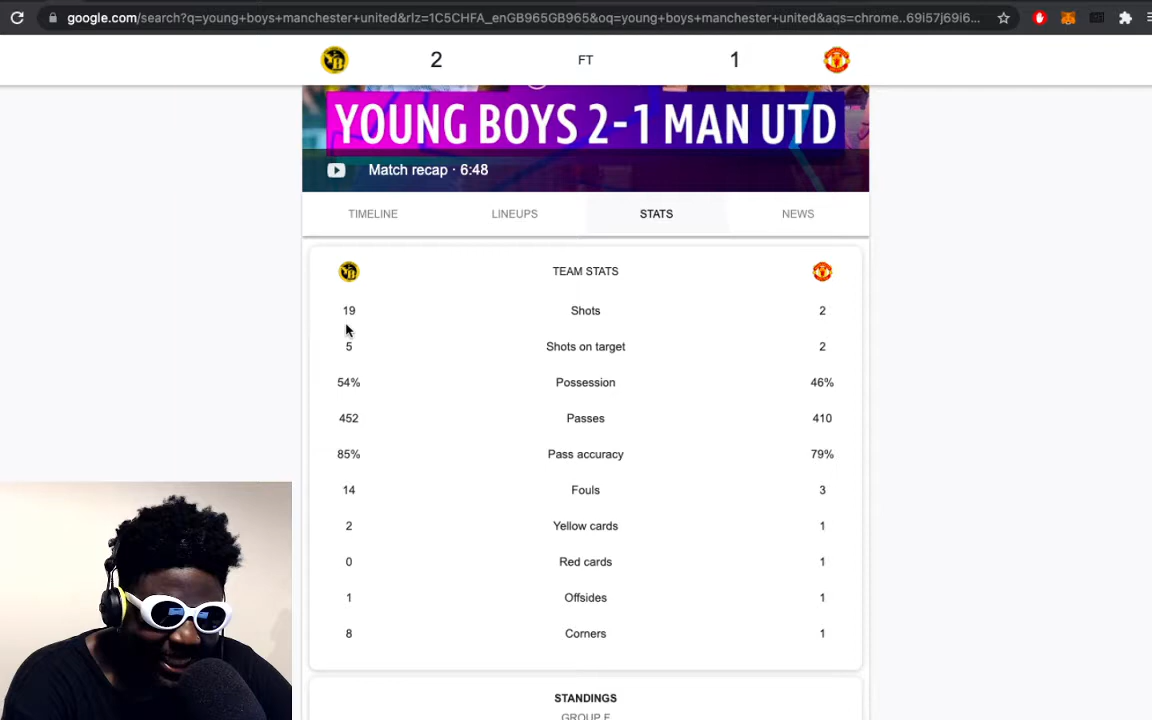 google.com/search?q=young+boys+manchester+united&rlz=1C5CHFA_enGB965GB965&oq=young+boys+manchester+united&aqs=chrome..69i57j69i6...
2 FT 1
YOUNG BOYS 2-1 MAN UTD
Match recap · 6:48
TIMELINE LINEUPS STATS NEWS
TEAM STATS
19 Shots 2
5 Shots on target 2
54% Possession 46%
452 Passes 410
85% Pass accuracy 79%
14 Fouls 3
2 Yellow cards 1
0 Red cards 1
1 Offsides 1
8 Corners 1
STANDINGS
GROUP F